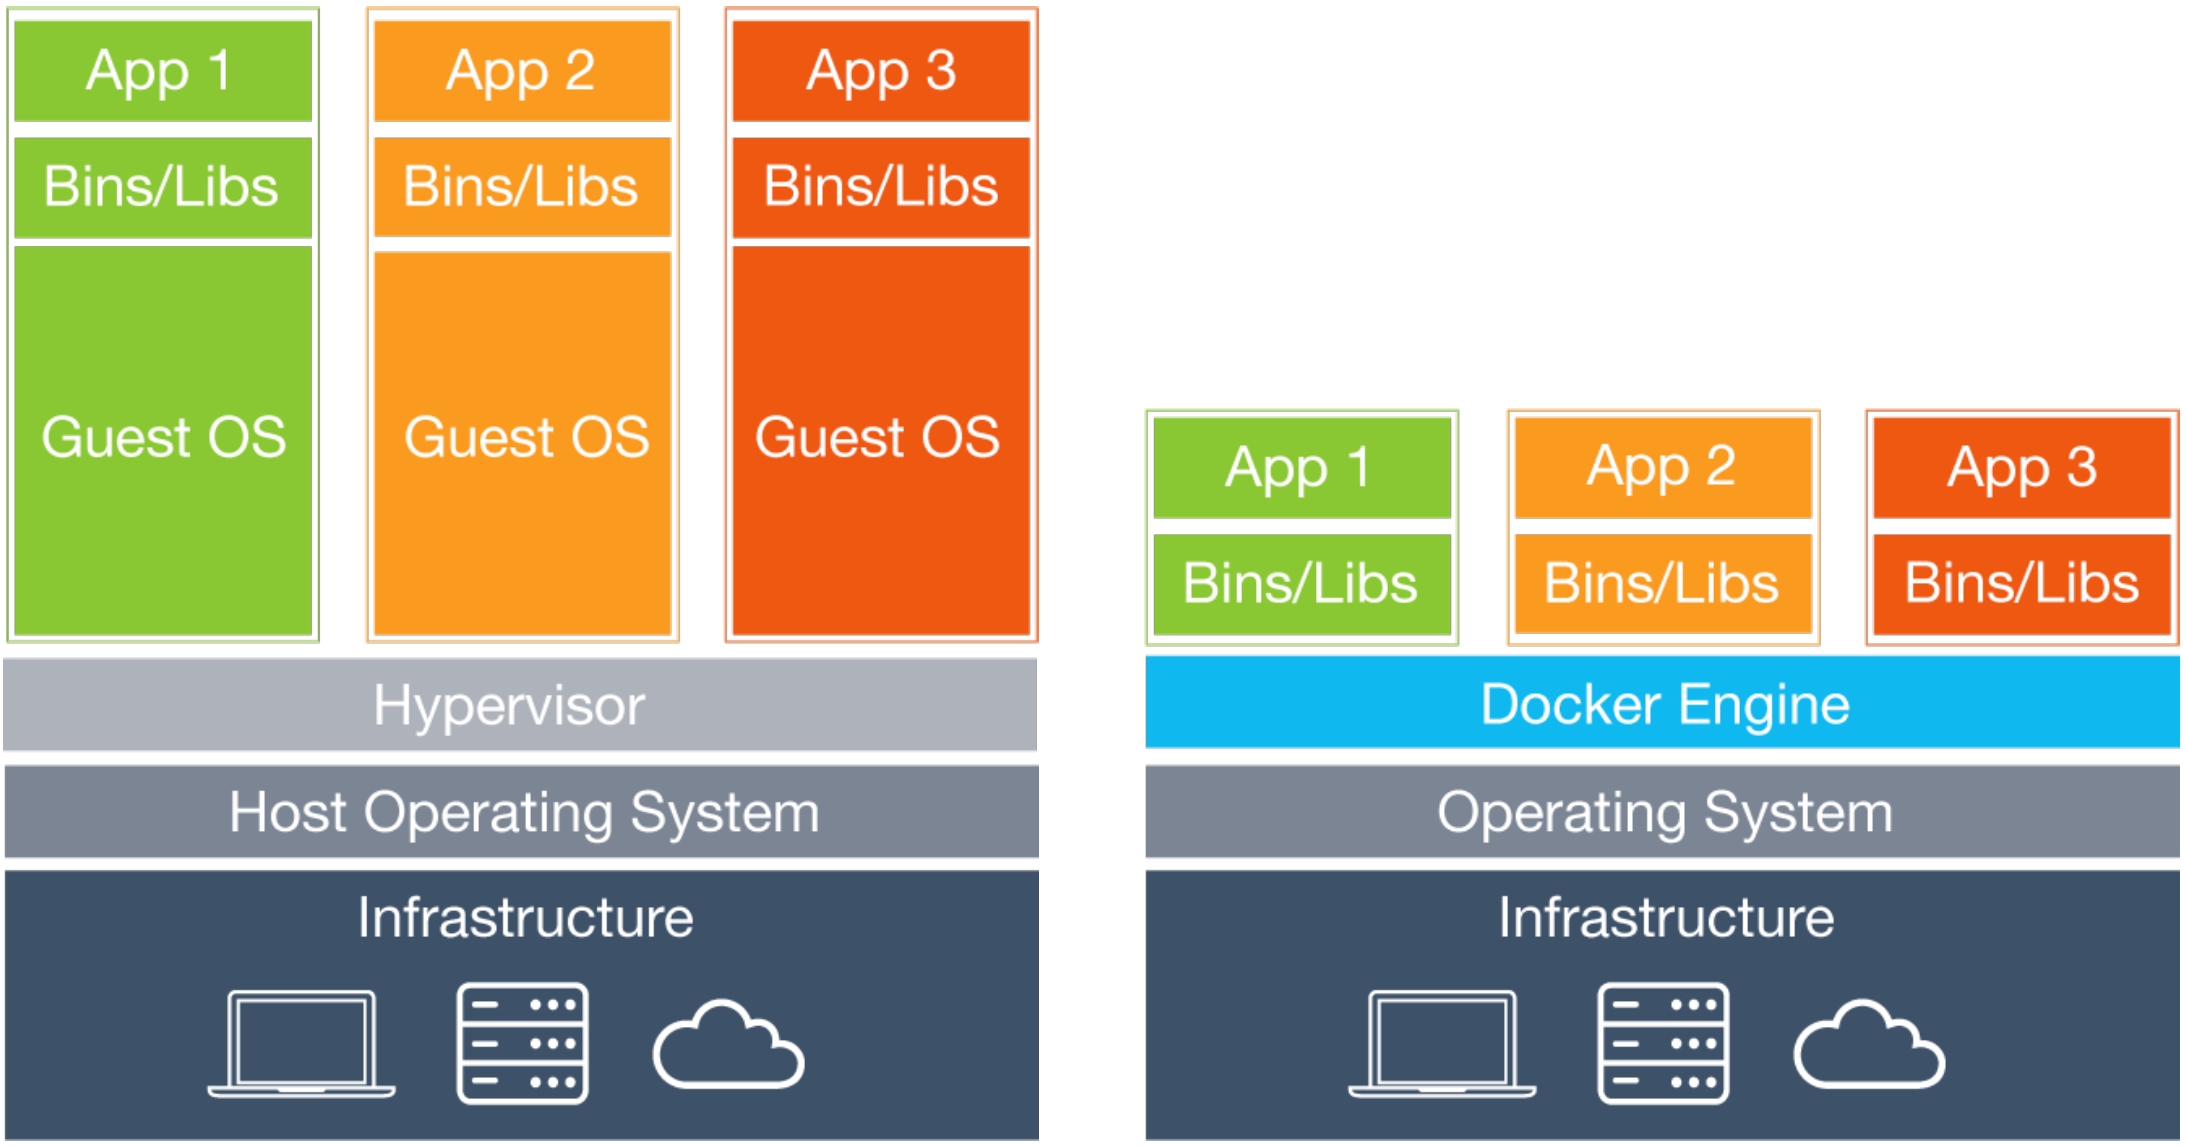 App 1
Bins/Libs
Guest OS
App 2
Bins/Libs
Guest OS
App 3
Bins/Libs
Guest OS
Hypervisor
Host Operating System
Infrastructure
App 1
Bins/Libs
App 2
Bins/Libs
App 3
Bins/Libs
Docker Engine
Operating System
Infrastructure